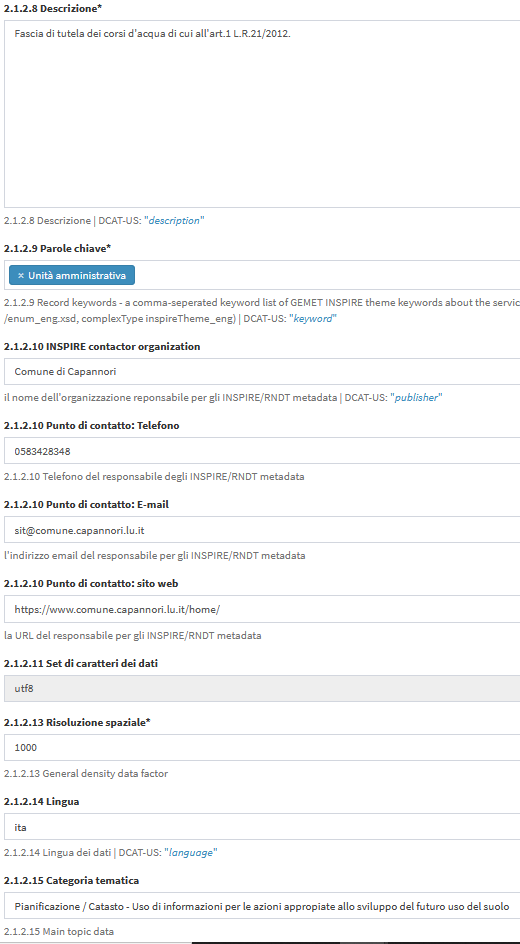 2.1.2.8 Descrizione*
Fascia di tutela dei corsi d'acqua di cui all'art.1 L.R.21/2012.
2.1.2.8 Descrizione | DCAT-US: "description"
2.1.2.9 Parole chiave*
× Unità amministrativa
2.1.2.9 Record keywords - a comma-seperated keyword list of GEMET INSPIRE theme keywords about the servic
/enum_eng.xsd, complexType inspireTheme_eng) | DCAT-US: "keyword"
2.1.2.10 INSPIRE contactor organization
Comune di Capannori
il nome dell'organizzazione reponsabile per gli INSPIRE/RNDT metadata | DCAT-US: "publisher"
2.1.2.10 Punto di contatto: Telefono
0583428348
2.1.2.10 Telefono del responsabile degli INSPIRE/RNDT metadata
2.1.2.10 Punto di contatto: E-mail
sit@comune.capannori.lu.it
l'indirizzo email del responsabile per gli INSPIRE/RNDT metadata
2.1.2.10 Punto di contatto: sito web
https://www.comune.capannori.lu.it/home/
la URL del responsabile per gli INSPIRE/RNDT metadata
2.1.2.11 Set di caratteri dei dati
utf8
2.1.2.13 Risoluzione spaziale*
1000
2.1.2.13 General density data factor
2.1.2.14 Lingua
ita
2.1.2.14 Lingua dei dati | DCAT-US: "language"
2.1.2.15 Categoria tematica
Pianificazione / Catasto - Uso di informazioni per le azioni appropiate allo sviluppo del futuro uso del suolo
2.1.2.15 Main topic data